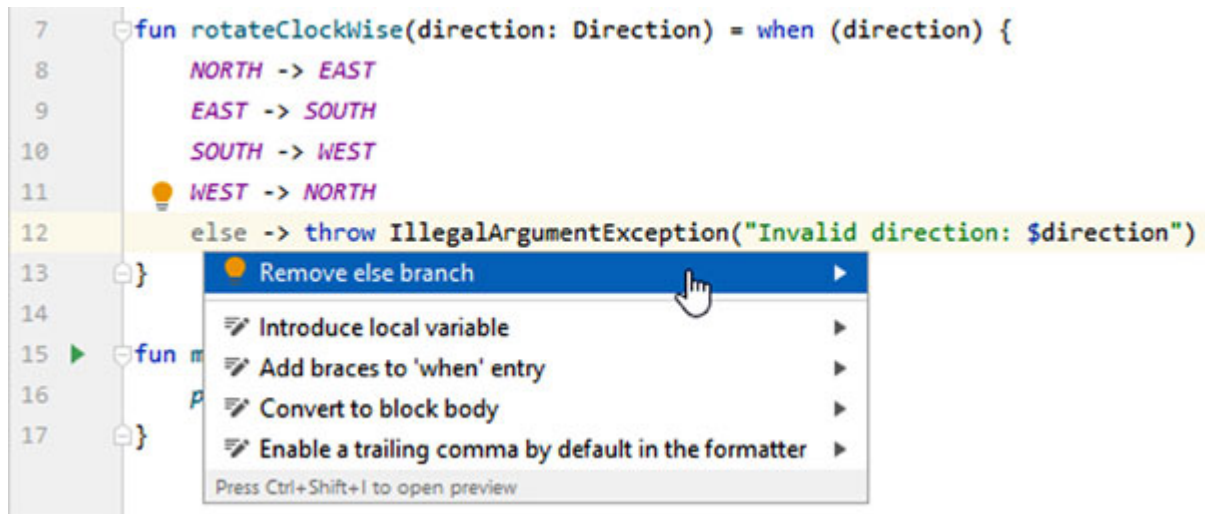 7 fun rotateClockWise(direction: Direction) = when (direction) {
8 NORTH -> EAST
9 EAST -> SOUTH
10 SOUTH -> WEST
11 WEST -> NORTH
12 else -> throw IllegalArgumentException("Invalid direction: $direction")
13 }
Remove else branch
14
Introduce local variable
15 fun m
Add braces to 'when' entry
16 p
Convert to block body
17 }
Enable a trailing comma by default in the formatter
Press Ctrl+Shift+I to open preview